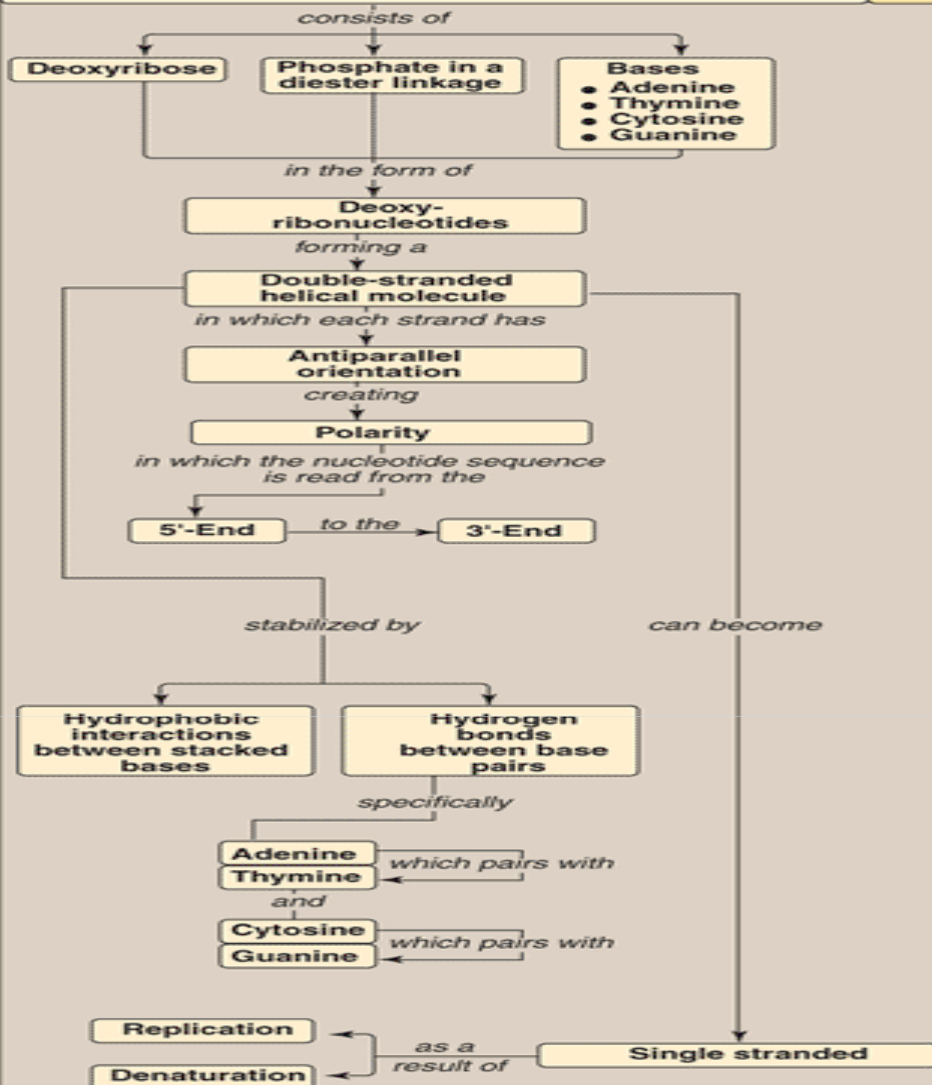 consists of
Deoxyribose
Phosphate in a
diester linkage
Bases
• Adenine
• Thymine
• Cytosine
• Guanine
in the form of
Deoxy-
ribonucleotides
forming a
Double-stranded
helical molecule
in which each strand has
Antiparallel
orientation
creating
Polarity
in which the nucleotide sequence
is read from the
5'-End
to the
3'-End
stabilized by
can become
Hydrophobic
interactions
between stacked
bases
Hydrogen
bonds
between base
pairs
specifically
Adenine
which pairs with
Thymine
and
Cytosine
which pairs with
Guanine
Replication
as a
result of
Single stranded
Denaturation